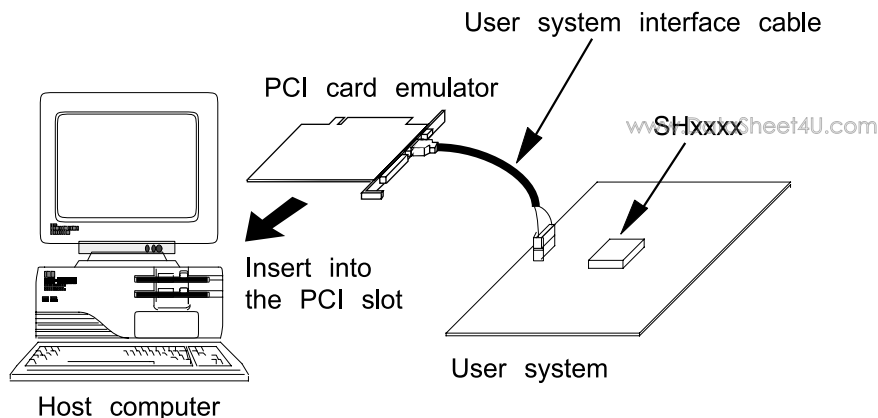 User system interface cable
PCI card emulator
www.DataSheet4U.com
SHxxxx
Insert into
the PCI slot
User system
Host computer